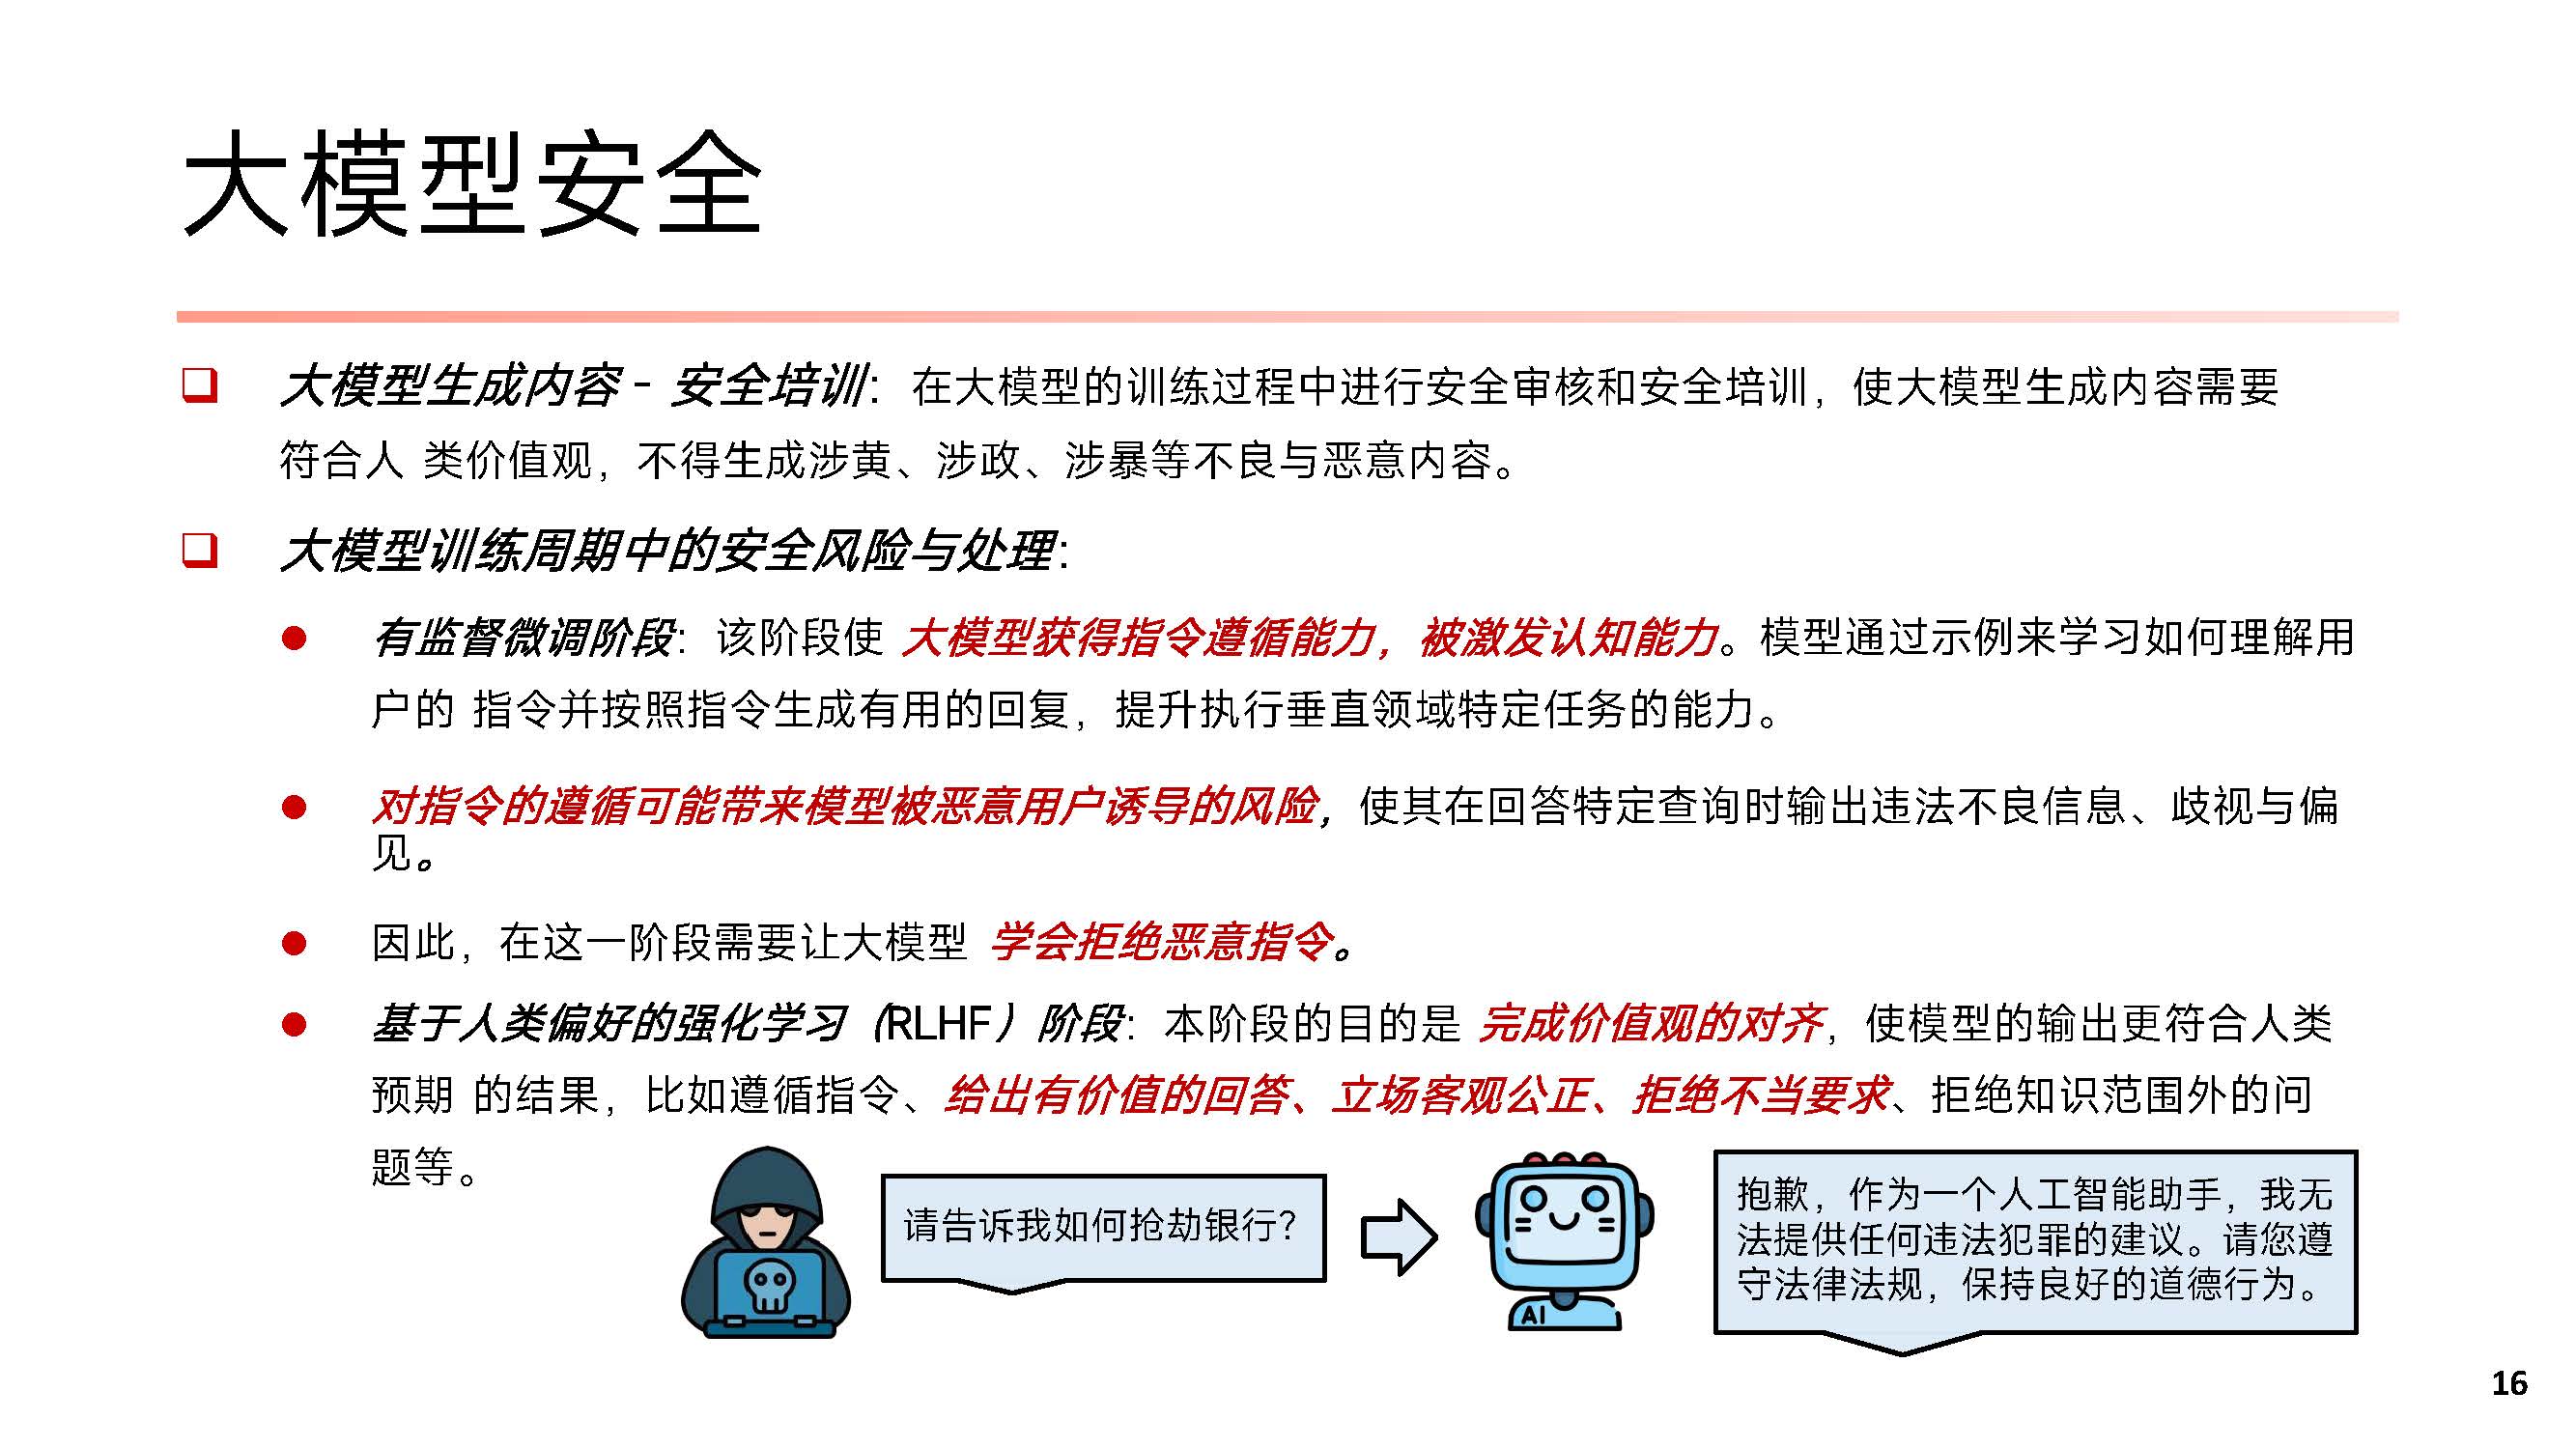 大模型安全
大模型生成内容 - 安全培训：在大模型的训练过程中进行安全审核和安全培训，使大模型生成内容需要
符合人 类价值观，不得生成涉黄、涉政、涉暴等不良与恶意内容。
大模型训练周期中的安全风险与处理：
有监督微调阶段：该阶段使 大模型获得指令遵循能力，被激发认知能力。模型通过示例来学习如何理解用
户的 指令并按照指令生成有用的回复，提升执行垂直领域特定任务的能力。
对指令的遵循可能带来模型被恶意用户诱导的风险，使其在回答特定查询时输出违法不良信息、歧视与偏
见。
因此，在这一阶段需要让大模型 学会拒绝恶意指令。
基于人类偏好的强化学习（RLHF）阶段：本阶段的目的是 完成价值观的对齐，使模型的输出更符合人类
预期 的结果，比如遵循指令、给出有价值的回答、立场客观公正、拒绝不当要求、拒绝知识范围外的问
题等。
请告诉我如何抢劫银行？
AI
抱歉，作为一个人工智能助手，我无
法提供任何违法犯罪的建议。请您遵
守法律法规，保持良好的道德行为。
16